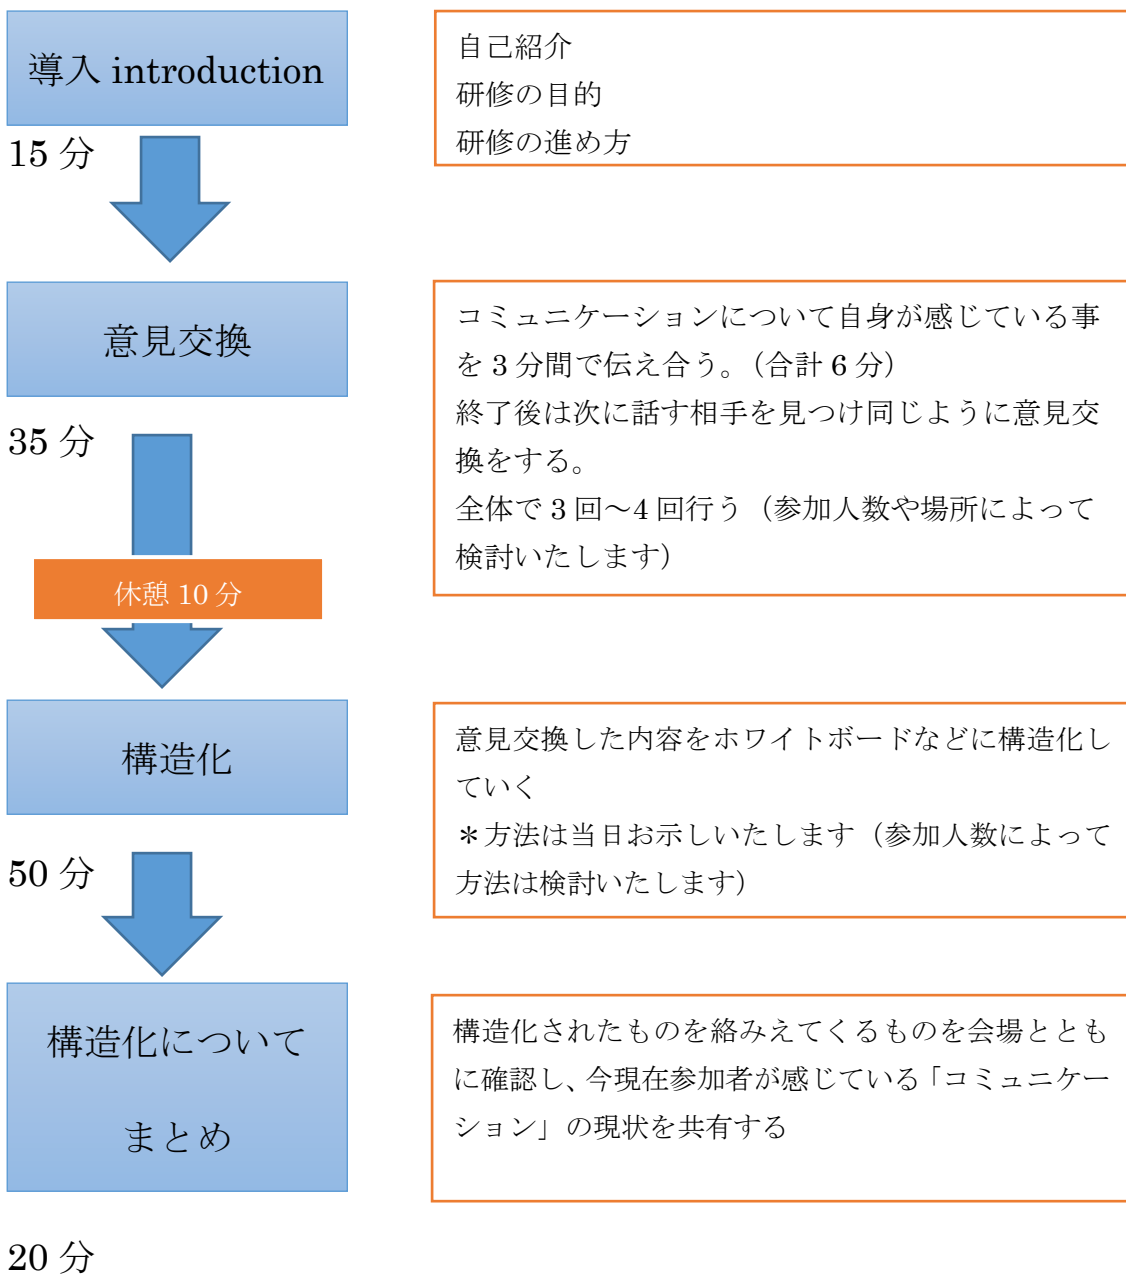 導入 introduction
自己紹介
研修の目的
研修の進め方
15 分
意見交換
コミュニケーションについて自身が感じている事
を 3 分間で伝え合う。（合計 6 分）
終了後は次に話す相手を見つけ同じように意見交
換をする。
全体で 3 回～4 回行う（参加人数や場所によって
検討いたします）
35 分
休憩 10 分
構造化
意見交換した内容をホワイトボードなどに構造化し
ていく
＊方法は当日お示しいたします（参加人数によって
方法は検討いたします）
50 分
構造化について
まとめ
構造化されたものを絡みえてくるものを会場ととも
に確認し、今現在参加者が感じている「コミュニケー
ション」の現状を共有する
20 分